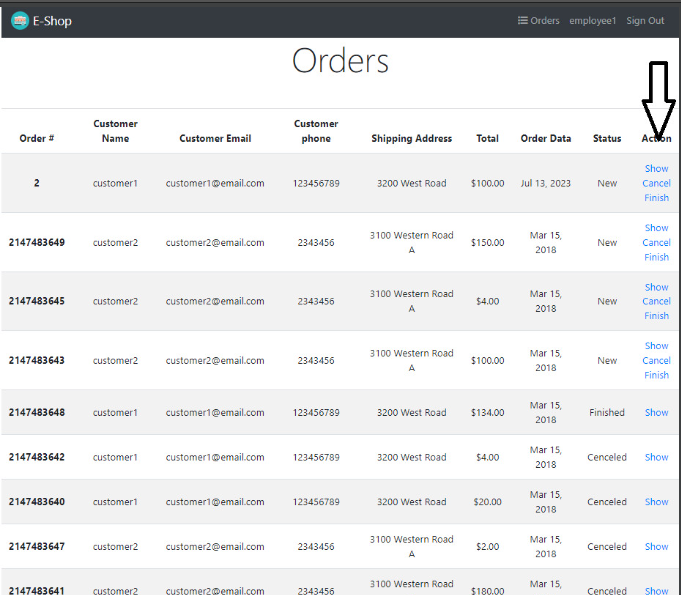 E-Shop Orders employee1 Sign Out
Orders
Order # Customer Name Customer Email Customer phone Shipping Address Total Order Data Status Action
2 customer1 customer1@email.com 123456789 3200 West Road $100.00 Jul 13, 2023 New Show Cancel Finish
2147483649 customer2 customer2@email.com 2343456 3100 Western Road A $150.00 Mar 15, 2018 New Show Cancel Finish
2147483645 customer2 customer2@email.com 2343456 3100 Western Road A $4.00 Mar 15, 2018 New Show Cancel Finish
2147483643 customer2 customer2@email.com 2343456 3100 Western Road A $100.00 Mar 15, 2018 New Show Cancel Finish
2147483648 customer1 customer1@email.com 123456789 3200 West Road $134.00 Mar 15, 2018 Finished Show
2147483642 customer1 customer1@email.com 123456789 3200 West Road $4.00 Mar 15, 2018 Cenceled Show
2147483640 customer1 customer1@email.com 123456789 3200 West Road $20.00 Mar 15, 2018 Cenceled Show
2147483647 customer2 customer2@email.com 2343456 3100 Western Road A $2.00 Mar 15, 2018 Cenceled Show
2147483641 customer2 customer2@email.com 2343456 3100 Western Road $180.00 Mar 15, Cenceled Show